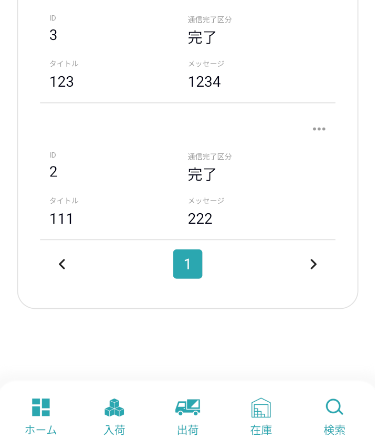 ID 通信完了区分
3 完了
タイトル メッセージ
123 1234
ID 通信完了区分
2 完了
タイトル メッセージ
111 222
1
ホーム 入荷 出荷 在庫 検索